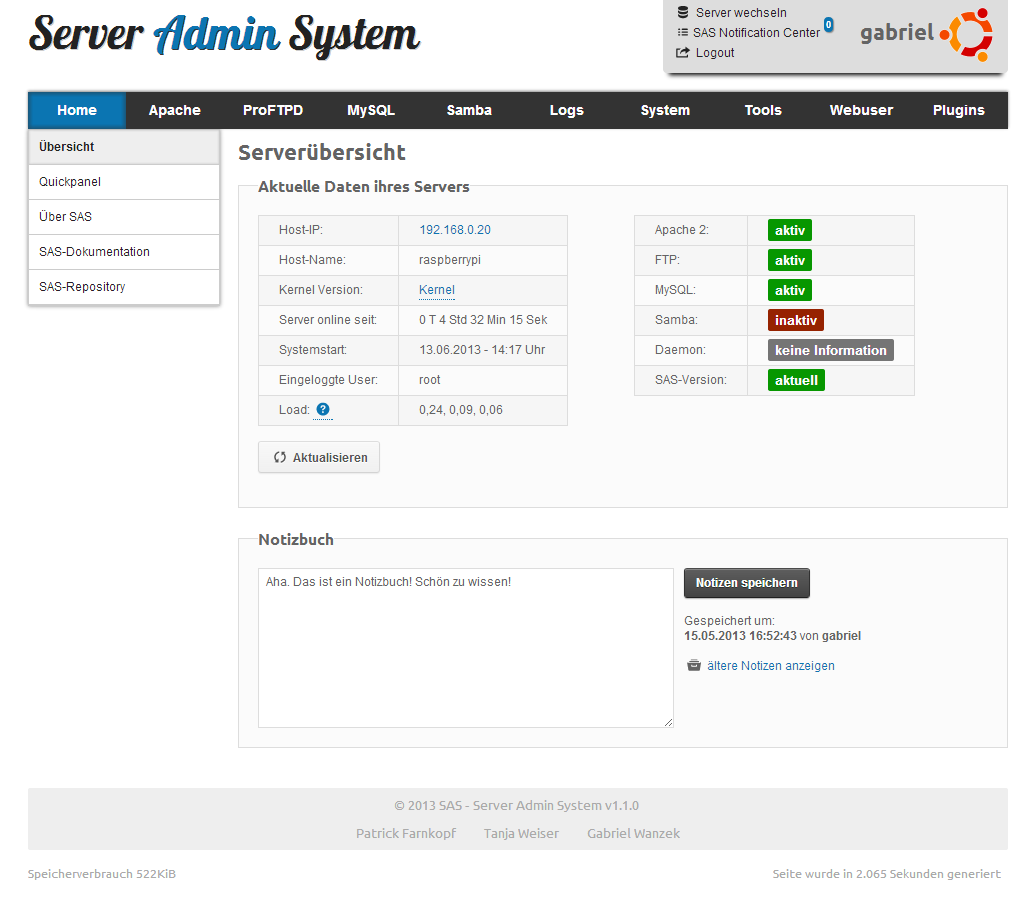 Server Admin System
Server wechseln
SAS Notification Center 0
Logout
gabriel
Home Apache ProFTPD MySQL Samba Logs System Tools Webuser Plugins
Übersicht
Quickpanel
Über SAS
SAS-Dokumentation
SAS-Repository
Serverübersicht
Aktuelle Daten ihres Servers
Host-IP: 192.168.0.20
Host-Name: raspberrypi
Kernel Version: Kernel
Server online seit: 0 T 4 Std 32 Min 15 Sek
Systemstart: 13.06.2013 - 14:17 Uhr
Eingeloggte User: root
Load: ? 0,24, 0,09, 0,06
Apache 2: aktiv
FTP: aktiv
MySQL: aktiv
Samba: inaktiv
Daemon: keine Information
SAS-Version: aktuell
Aktualisieren
Notizbuch
Aha. Das ist ein Notizbuch! Schön zu wissen!
Notizen speichern
Gespeichert um:
15.05.2013 16:52:43 von gabriel
ältere Notizen anzeigen
© 2013 SAS - Server Admin System v1.1.0
Patrick Farnkopf Tanja Weiser Gabriel Wanzek
Speicherverbrauch 522KiB
Seite wurde in 2.065 Sekunden generiert